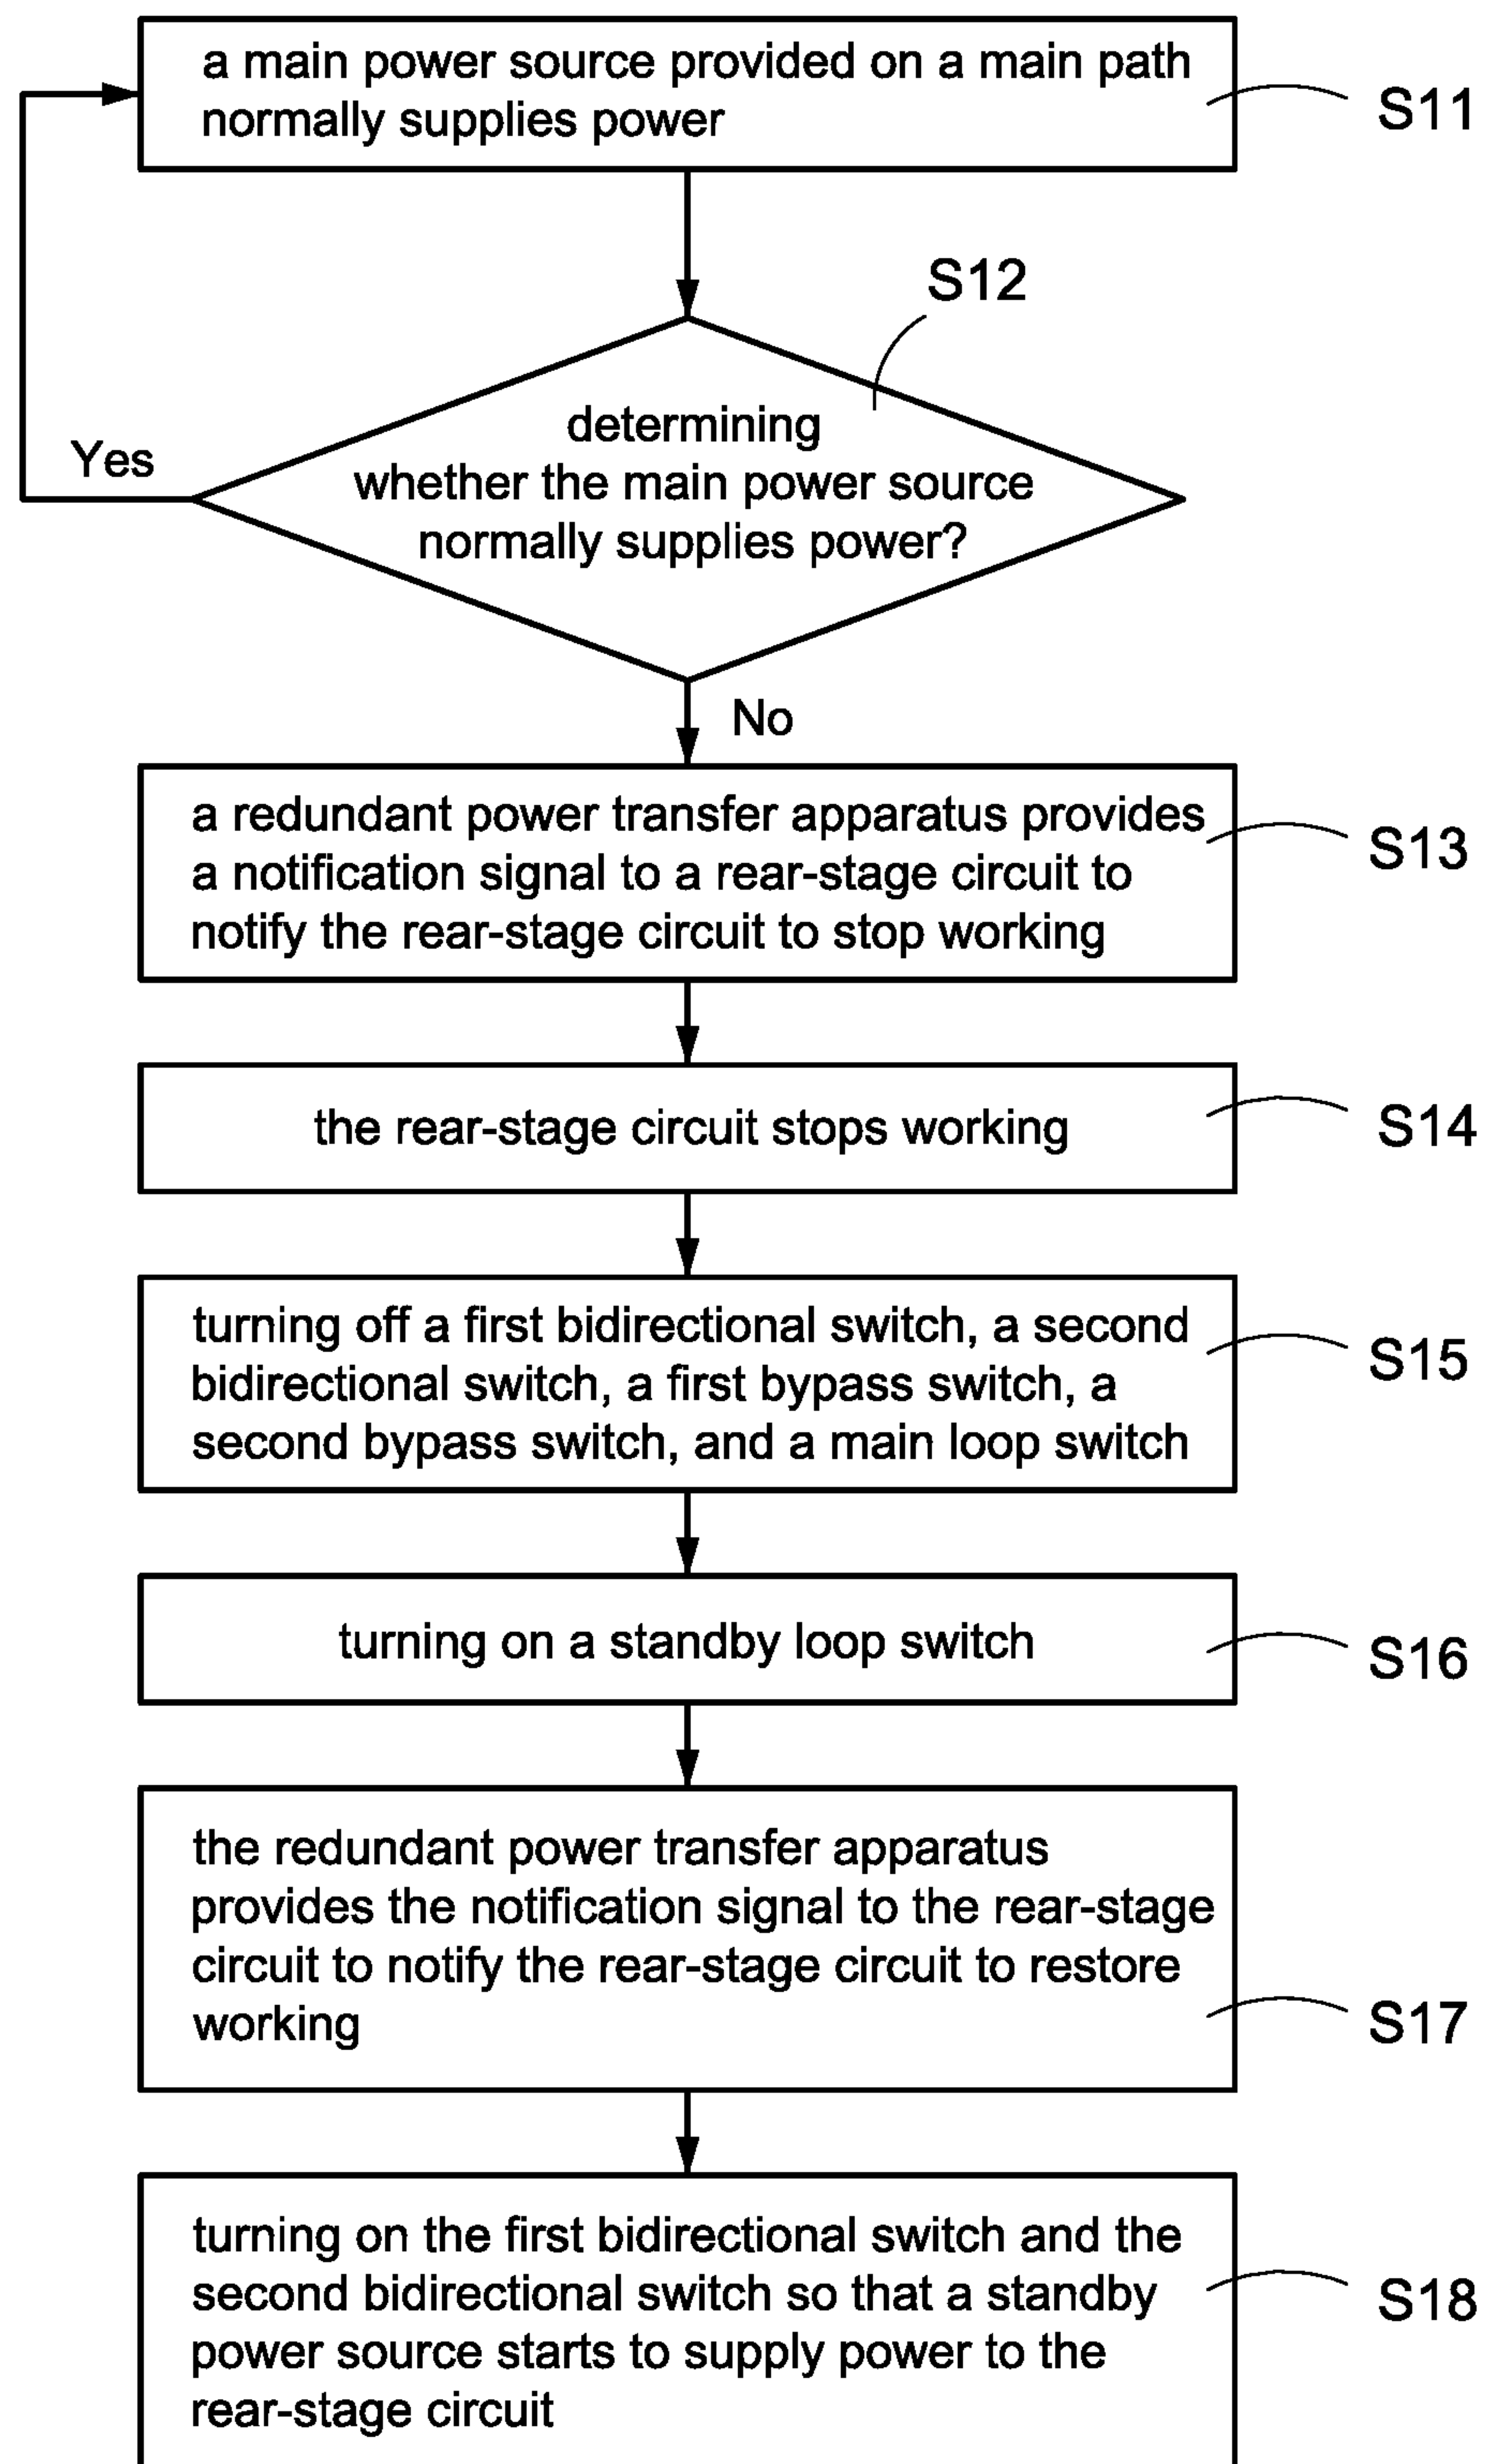 a main power source provided on a main path
normally supplies power
S11
S12
determining
whether the main power source
normally supplies power?
Yes
No
a redundant power transfer apparatus provides
a notification signal to a rear-stage circuit to
notify the rear-stage circuit to stop working
S13
the rear-stage circuit stops working
S14
turning off a first bidirectional switch, a second
bidirectional switch, a first bypass switch, a
second bypass switch, and a main loop switch
S15
turning on a standby loop switch
S16
the redundant power transfer apparatus
provides the notification signal to the rear-stage
circuit to notify the rear-stage circuit to restore
working
S17
turning on the first bidirectional switch and the
second bidirectional switch so that a standby
power source starts to supply power to the
rear-stage circuit
S18